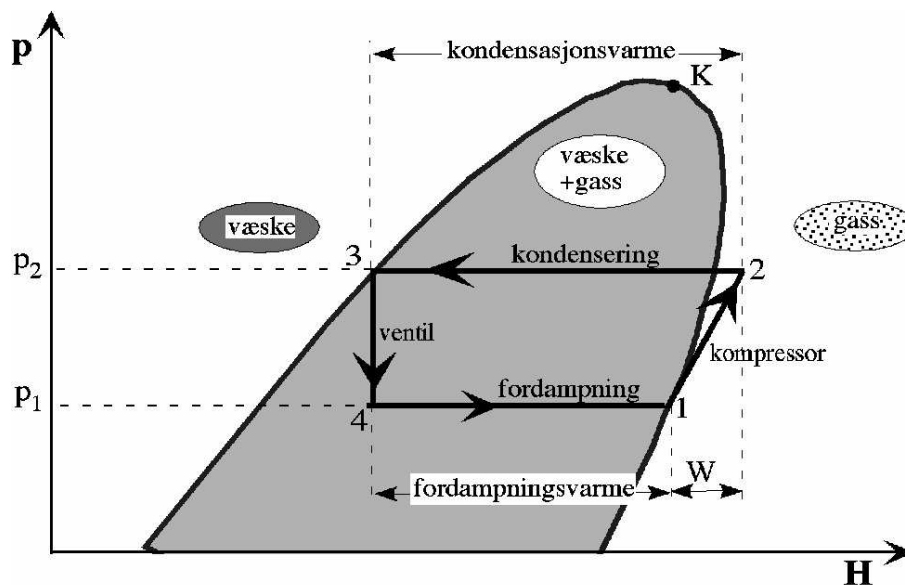 p
kondensasjonsvarme
K
væske
+gass
væske
gass
p2
3
kondensering
2
ventil
kompressor
p1
4
fordampning
1
W
fordampningsvarme
H